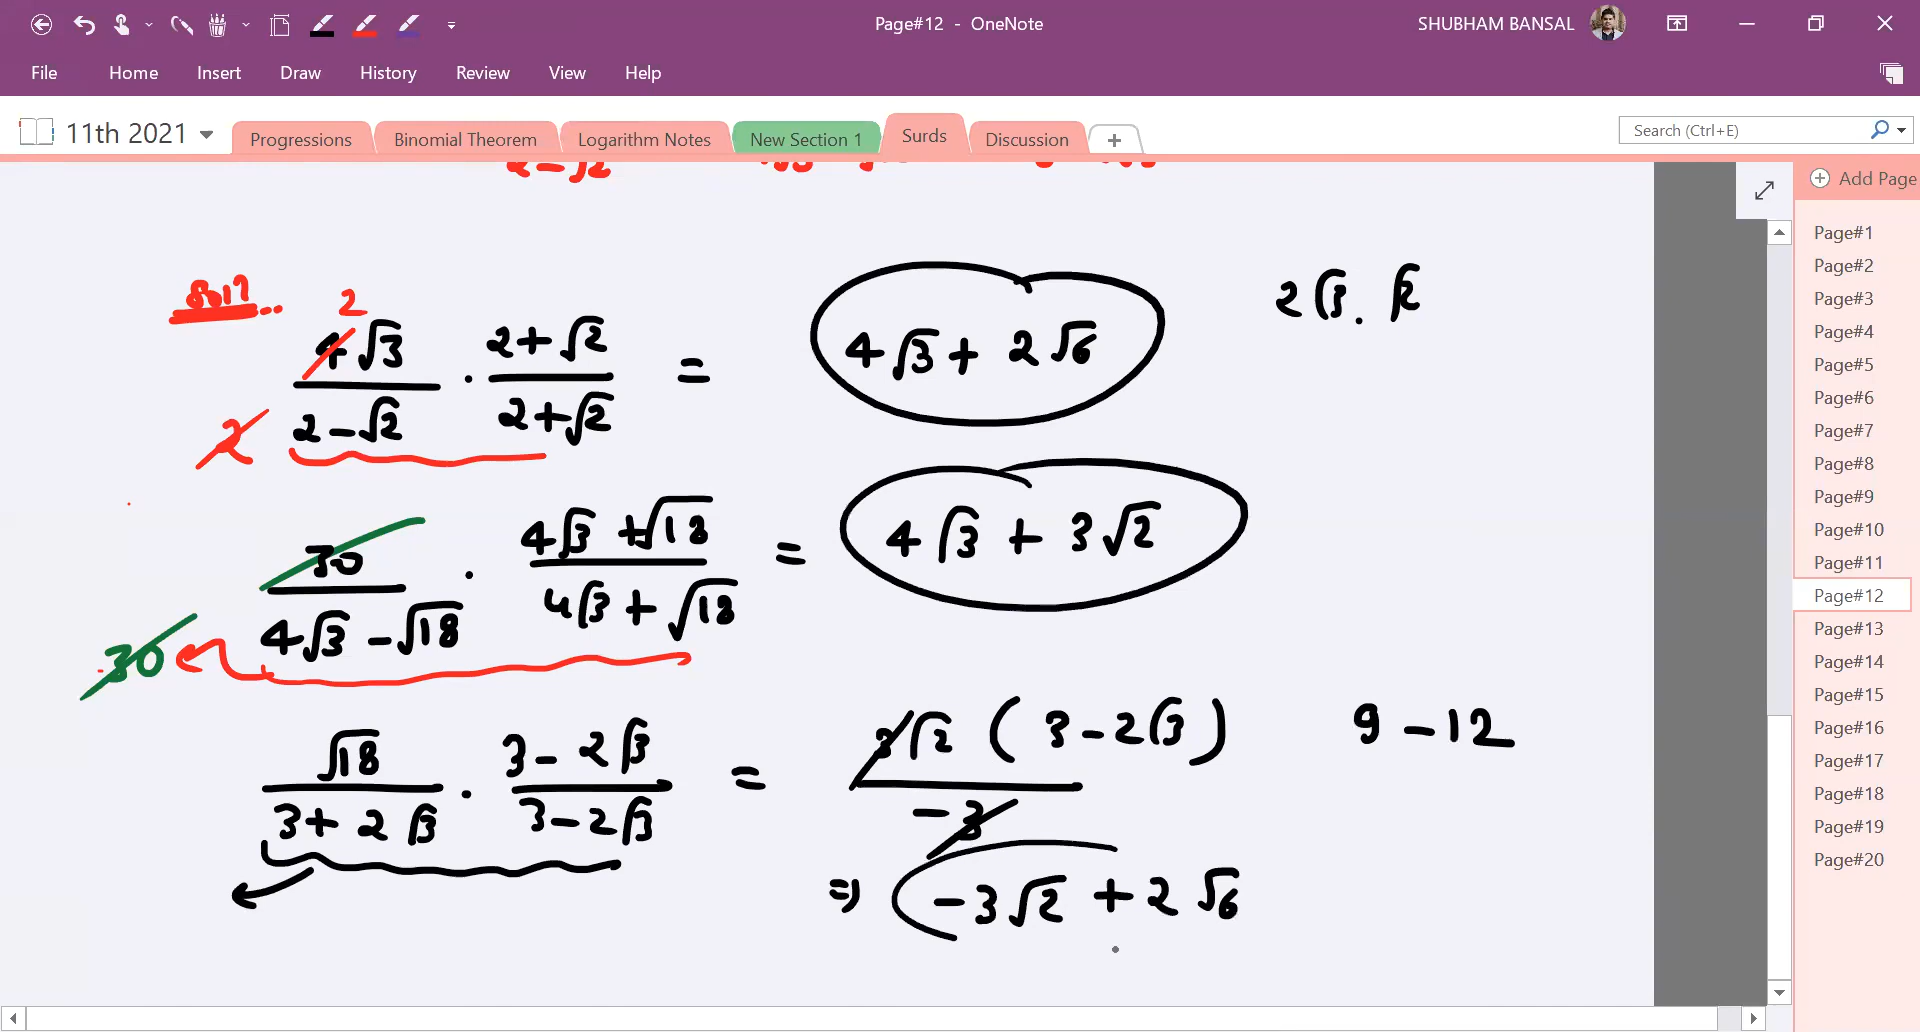 Page#12 - OneNote
SHUBHAM BANSAL
File Home Insert Draw History Review View Help
11th 2021
Progressions Binomial Theorem Logarithm Notes New Section 1 Surds Discussion +
Search (Ctrl+E)
Add Page
Page#1
Page#2
Page#3
Page#4
Page#5
Page#6
Page#7
Page#8
Page#9
Page#10
Page#11
Page#12
Page#13
Page#14
Page#15
Page#16
Page#17
Page#18
Page#19
Page#20
2-√2
Solⁿ...
2
4√3 / 2-√2 · 2+√2 / 2+√2 = 4√3 + 2√6
2√3 . √2
2
30 / 4√3 - √18 · 4√3 + √18 / 4√3 + √18 = 4√3 + 3√2
30
√18 / 3+2√3 · 3-2√3 / 3-2√3 = 3√2 (3-2√3) / -3
9-12
⇒ -3√2 + 2√6